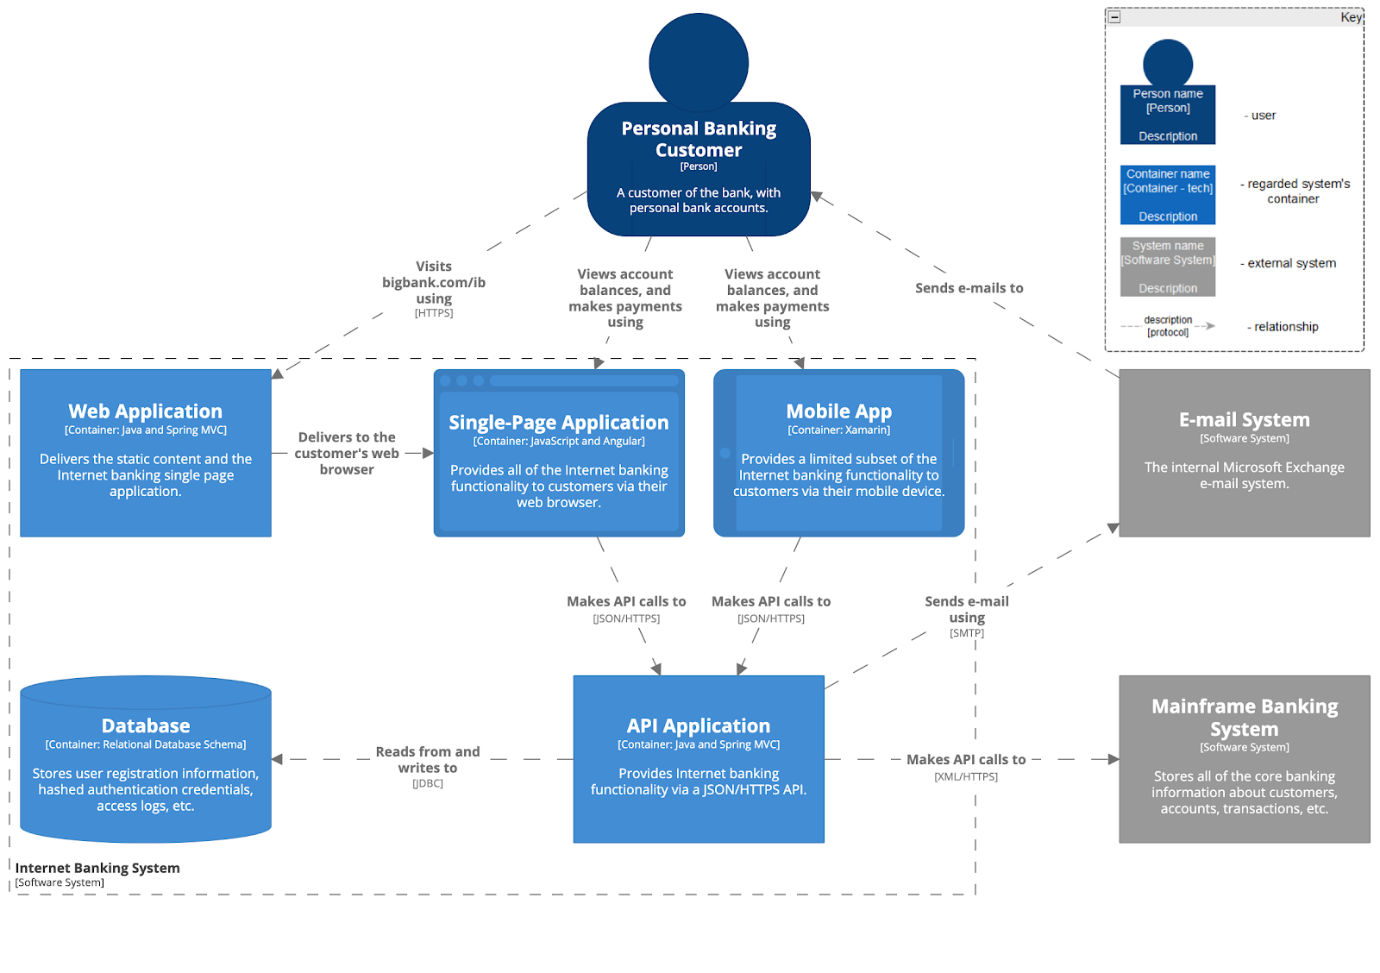 Key
Person name
[Person]
Description
- user
Container name
[Container - tech]
Description
- regarded system's
container
System name
[Software System]
Description
- external system
description
[protocol]
- relationship
Personal Banking
Customer
[Person]
A customer of the bank, with
personal bank accounts.
Visits
bigbank.com/ib
using
[HTTPS]
Views account
balances, and
makes payments
using
Views account
balances, and
makes payments
using
Sends e-mails to
Web Application
[Container: Java and Spring MVC]
Delivers the static content and the
Internet banking single page
application.
Delivers to the
customer's web
browser
Single-Page Application
[Container: JavaScript and Angular]
Provides all of the Internet banking
functionality to customers via their
web browser.
Mobile App
[Container: Xamarin]
Provides a limited subset of the
Internet banking functionality to
customers via their mobile device.
E-mail System
[Software System]
The internal Microsoft Exchange
e-mail system.
Makes API calls to
[JSON/HTTPS]
Makes API calls to
[JSON/HTTPS]
Sends e-mail
using
[SMTP]
Database
[Container: Relational Database Schema]
Stores user registration information,
hashed authentication credentials,
access logs, etc.
Reads from and
writes to
[JDBC]
API Application
[Container: Java and Spring MVC]
Provides Internet banking
functionality via a JSON/HTTPS API.
Makes API calls to
[XML/HTTPS]
Mainframe Banking
System
[Software System]
Stores all of the core banking
information about customers,
accounts, transactions, etc.
Internet Banking System
[Software System]